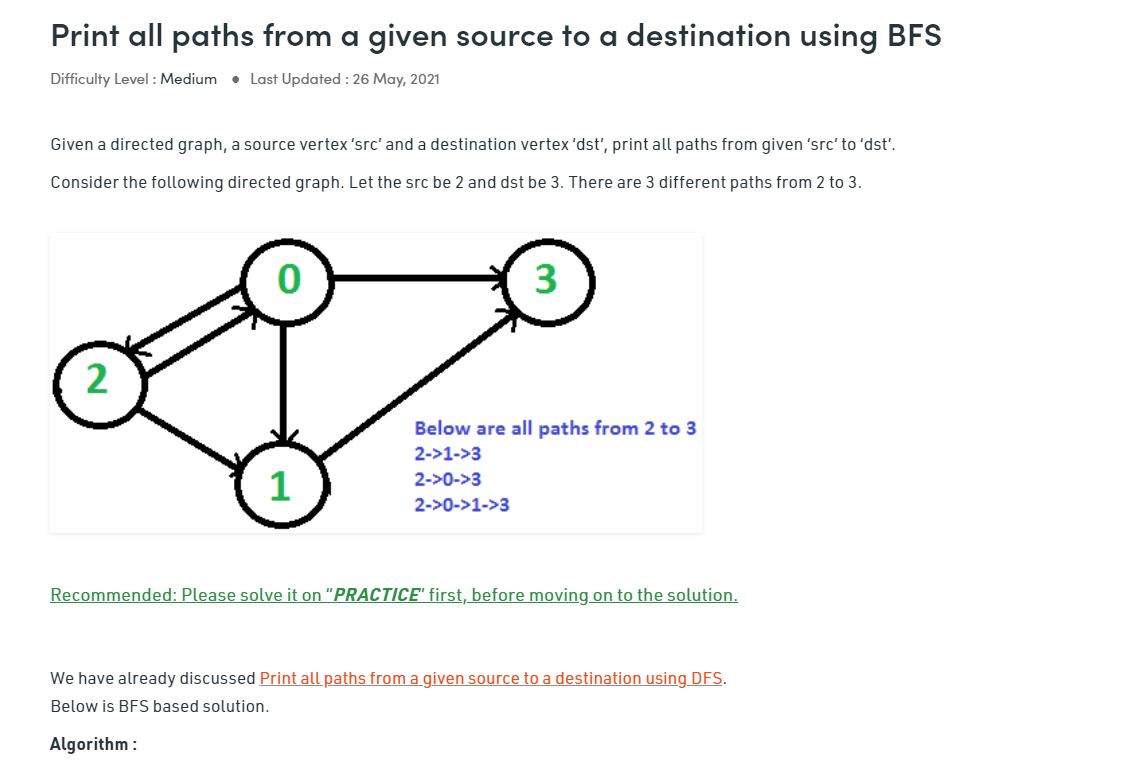 Print all paths from a given source to a destination using BFS
Difficulty Level : Medium ● Last Updated : 26 May, 2021
Given a directed graph, a source vertex ‘src’ and a destination vertex ‘dst’, print all paths from given ‘src’ to ‘dst’.
Consider the following directed graph. Let the src be 2 and dst be 3. There are 3 different paths from 2 to 3.
0
3
2
1
Below are all paths from 2 to 3
2->1->3
2->0->3
2->0->1->3
Recommended: Please solve it on “PRACTICE” first, before moving on to the solution.
We have already discussed Print all paths from a given source to a destination using DFS.
Below is BFS based solution.
Algorithm :